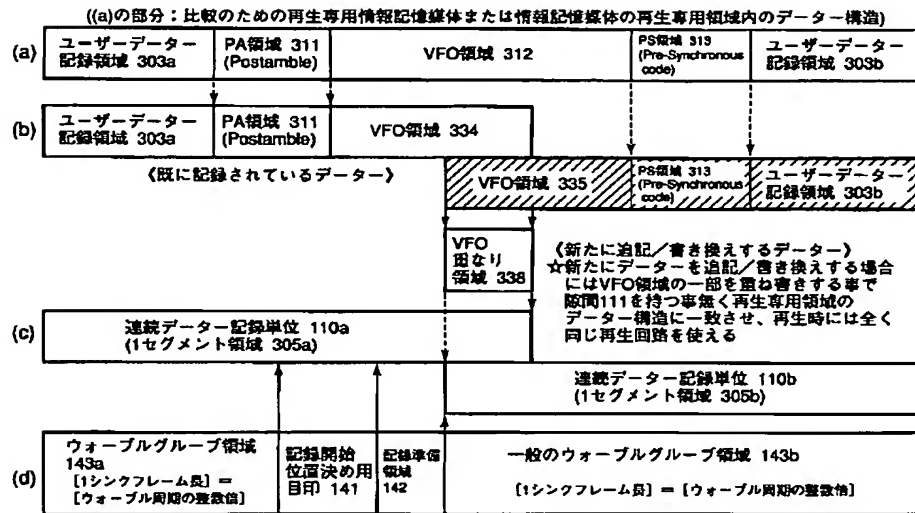 ((a)の部分：比較のための再生専用情報記憶媒体または情報記憶媒体の再生専用領域内のデーター構造)
(a)
ユーザーデーター
記録領域 303a
PA領域 311
(Postamble)
VFO領域 312
PS領域 313
(Pre-Synchronous
code)
ユーザーデーター
記録領域 303b
(b)
ユーザーデーター
記録領域 303a
PA領域 311
(Postamble)
VFO領域 334
《既に記録されているデーター》
VFO領域 335
PS領域 313
(Pre-Synchronous
code)
ユーザーデーター
記録領域 303b
VFO
重なり
領域 338
《新たに追記／書き換えするデーター》
☆新たにデーターを追記／書き換えする場合
にはVFO領域の一部を重ね書きする事で
隙間111を持つ事無く再生専用領域の
データー構造に一致させ、再生時には全く
同じ再生回路を使える
(c)
連続データー記録単位 110a
(1セグメント領域 305a)
連続データー記録単位 110b
(1セグメント領域 305b)
(d)
ウォーブルグルーブ領域
143a
[1シンクフレーム長] =
[ウォーブル周期の整数倍]
記録開始
位置決め用
目印 141
記録準備
領域
142
一般のウォーブルグルーブ領域 143b
[1シンクフレーム長] = [ウォーブル周期の整数倍]